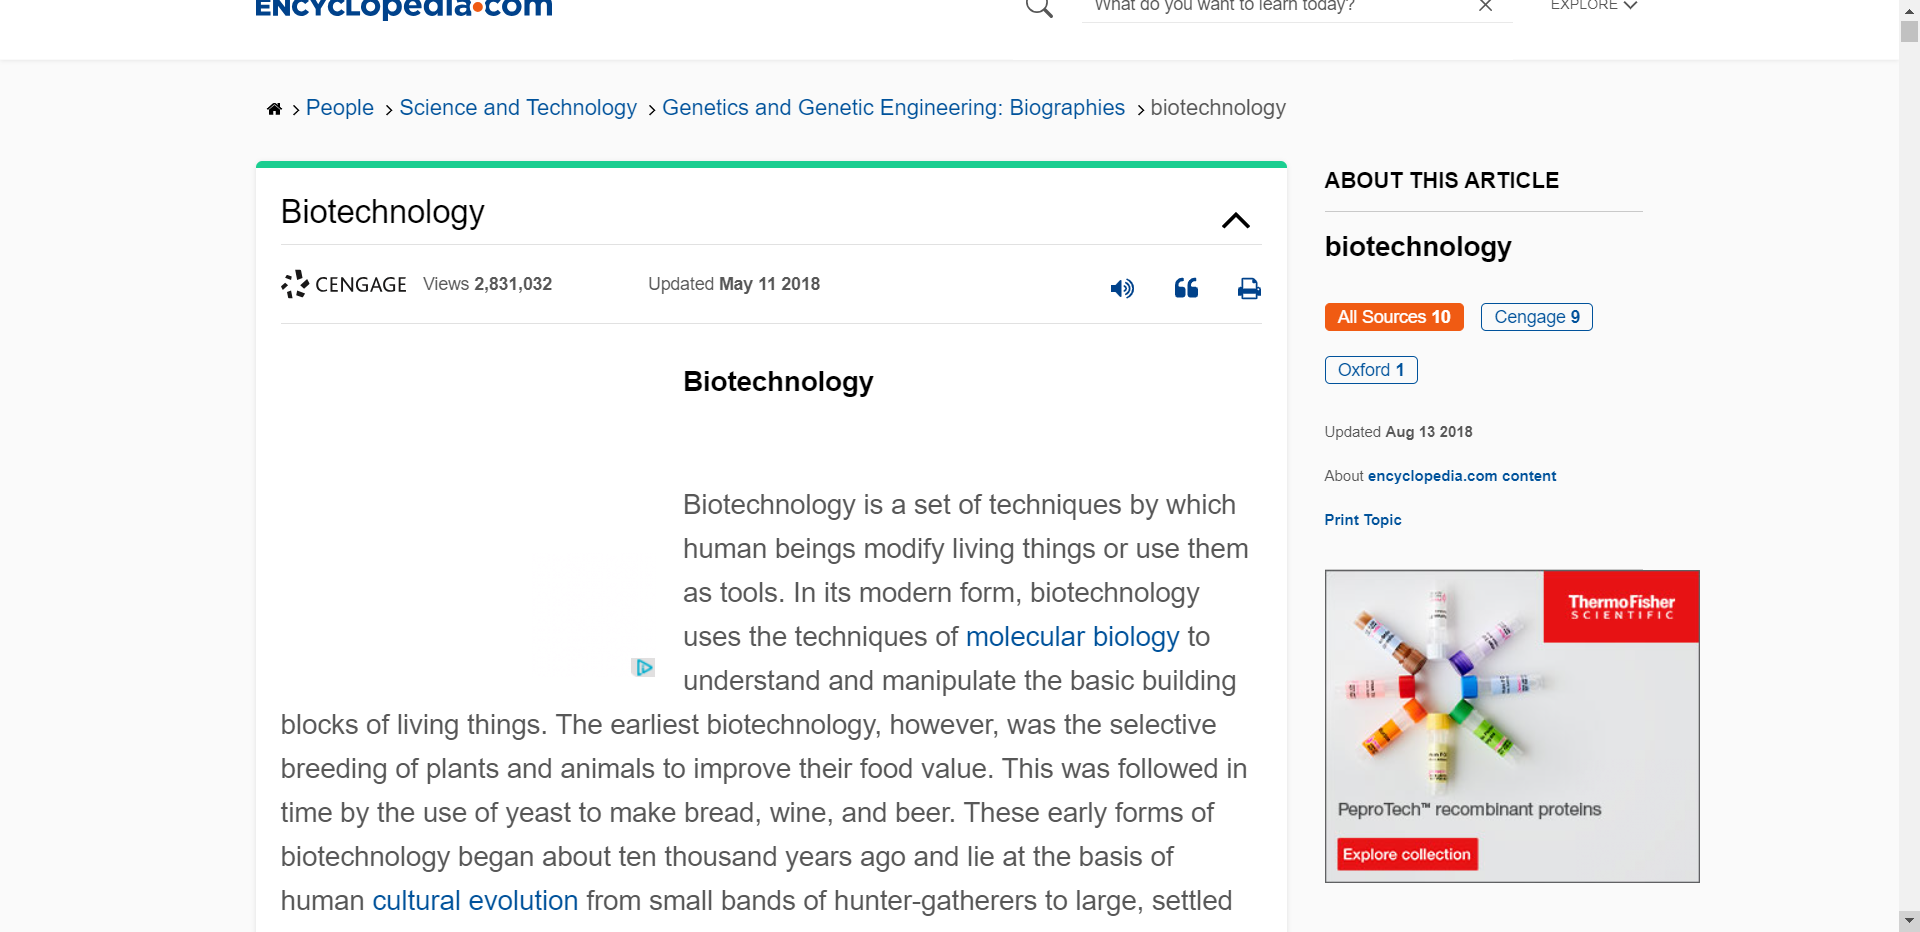 ENCYCLOpedia.com
What do you want to learn today?
EXPLORE
People
Science and Technology
Genetics and Genetic Engineering: Biographies
biotechnology
Biotechnology
CENGAGE
Views 2,831,032
Updated May 11 2018
Biotechnology
Biotechnology is a set of techniques by which
human beings modify living things or use them
as tools. In its modern form, biotechnology
uses the techniques of molecular biology to
understand and manipulate the basic building
blocks of living things. The earliest biotechnology, however, was the selective
breeding of plants and animals to improve their food value. This was followed in
time by the use of yeast to make bread, wine, and beer. These early forms of
biotechnology began about ten thousand years ago and lie at the basis of
human cultural evolution from small bands of hunter-gatherers to large, settled
ABOUT THIS ARTICLE
biotechnology
All Sources 10
Cengage 9
Oxford 1
Updated Aug 13 2018
About encyclopedia.com content
Print Topic
ThermoFisher
SCIENTIFIC
PeproTech™ recombinant proteins
Explore collection